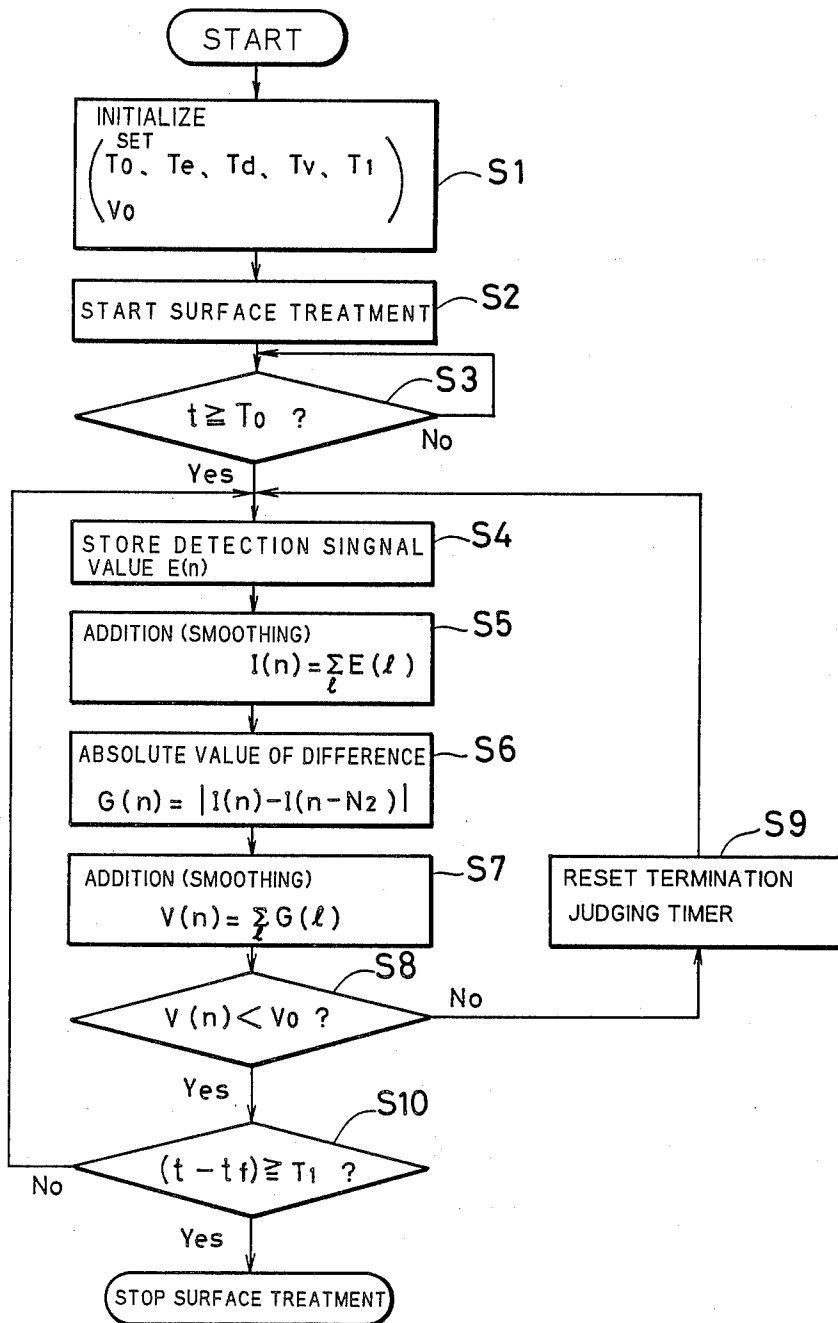 START
INITIALIZE
SET
T0、Te、Td、Tv、T1
V0
S1
START SURFACE TREATMENT
S2
t ≧ T0 ?
S3
No
Yes
STORE DETECTION SINGNAL
VALUE E(n)
S4
ADDITION (SMOOTHING)
I(n)=Σℓ E(ℓ)
S5
ABSOLUTE VALUE OF DIFFERENCE
G(n) = |I(n)-I(n-N2)|
S6
ADDITION (SMOOTHING)
V(n)=Σℓ G(ℓ)
S7
RESET TERMINATION
JUDGING TIMER
S9
V(n)<V0 ?
S8
No
Yes
(t-tf)≧T1 ?
S10
No
Yes
STOP SURFACE TREATMENT